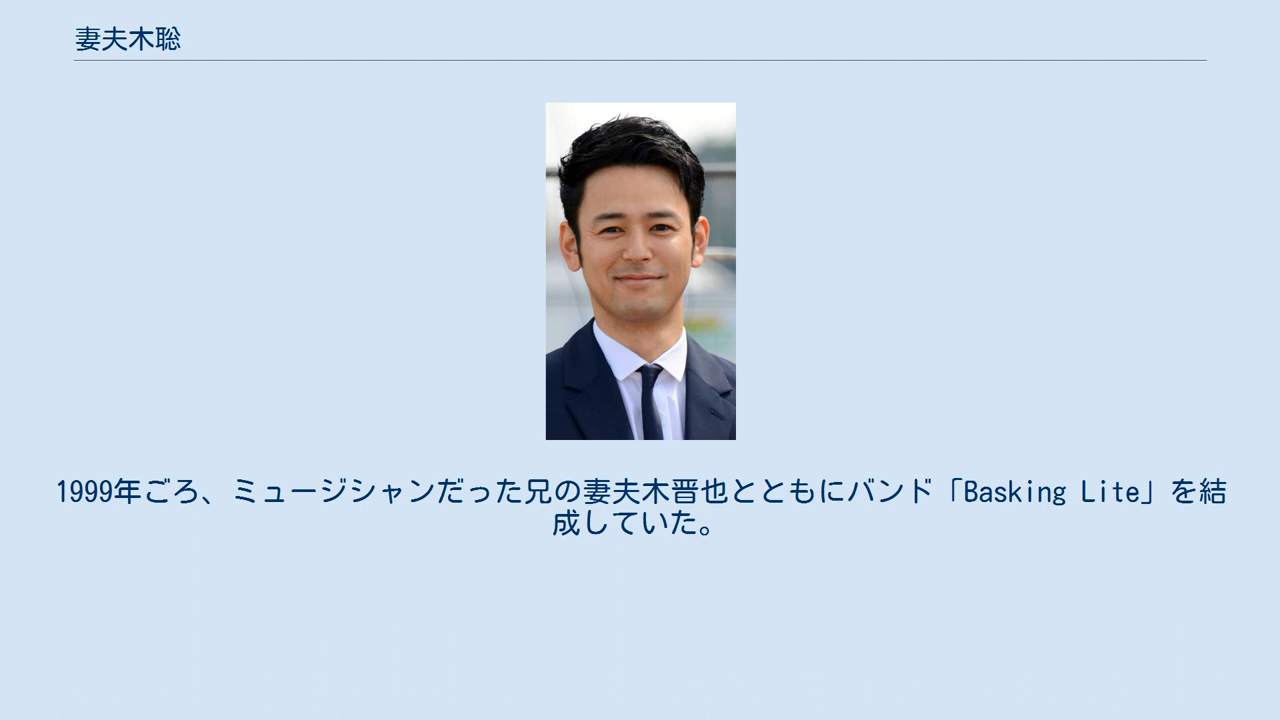 妻夫木聡
1999年ごろ、ミュージシャンだった兄の妻夫木晋也とともにバンド「Basking Lite」を結
成していた。